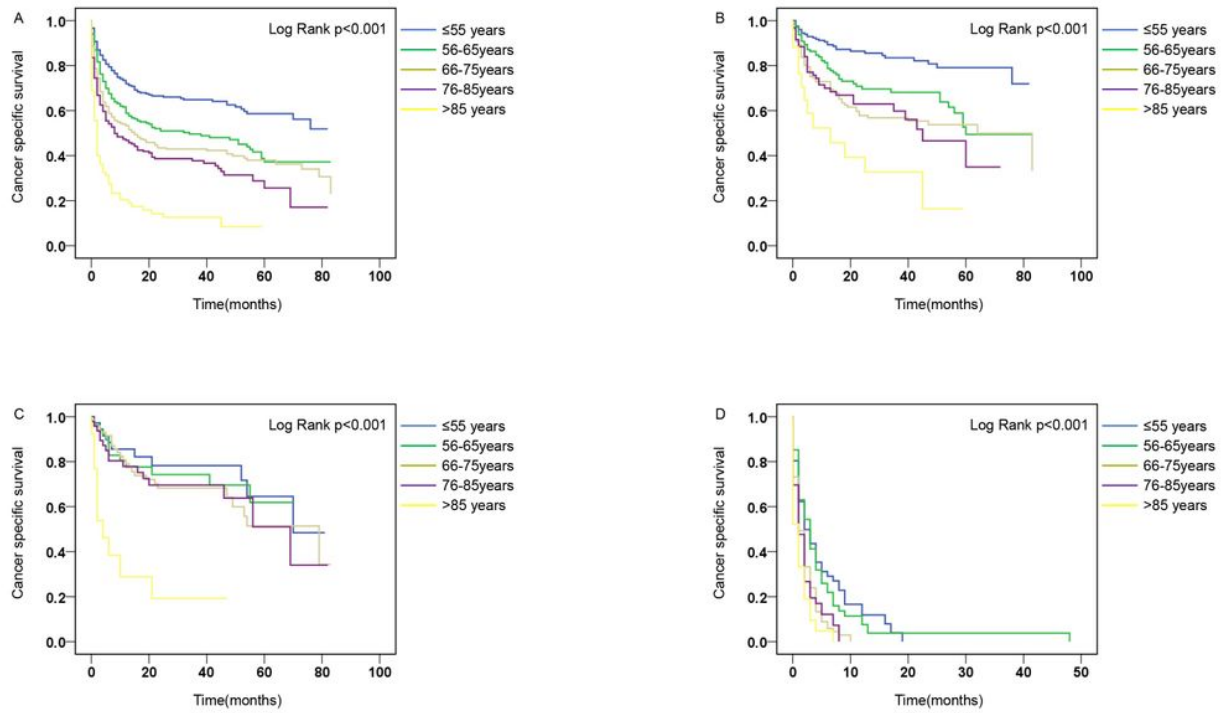 A
Log Rank p<0.001
Cancer specific survival
1.0
0.8
0.6
0.4
0.2
0.0
0 20 40 60 80 100
Time(months)
≤55 years
56-65years
66-75years
76-85years
>85 years
B
Log Rank p<0.001
Cancer specific survival
1.0
0.8
0.6
0.4
0.2
0.0
0 20 40 60 80 100
Time(months)
≤55 years
56-65years
66-75years
76-85years
>85 years
C
Log Rank p<0.001
Cancer specific survival
1.0
0.8
0.6
0.4
0.2
0.0
0 20 40 60 80 100
Time(months)
≤55 years
56-65years
66-75years
76-85years
>85 years
D
Log Rank p<0.001
Cancer specific survival
1.0
0.8
0.6
0.4
0.2
0.0
0 10 20 30 40 50
Time(months)
≤55 years
56-65years
66-75years
76-85years
>85 years